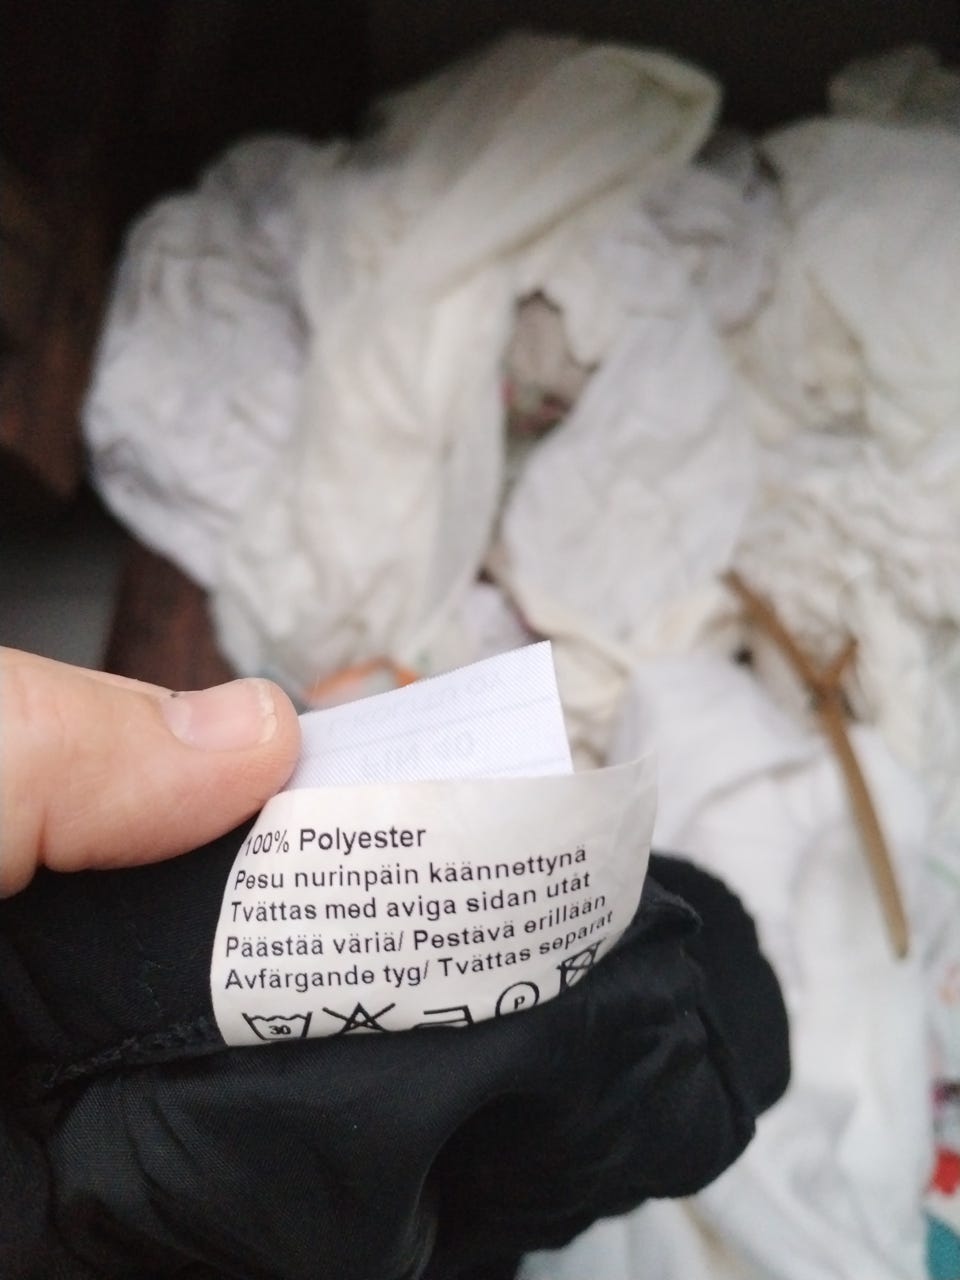 100% Polyester
Pesu nurinpäin käännettynä
Tvättas med aviga sidan utåt
Päästää väriä/ Pestävä erillään
Avfärgande tyg/ Tvättas separat
30 P